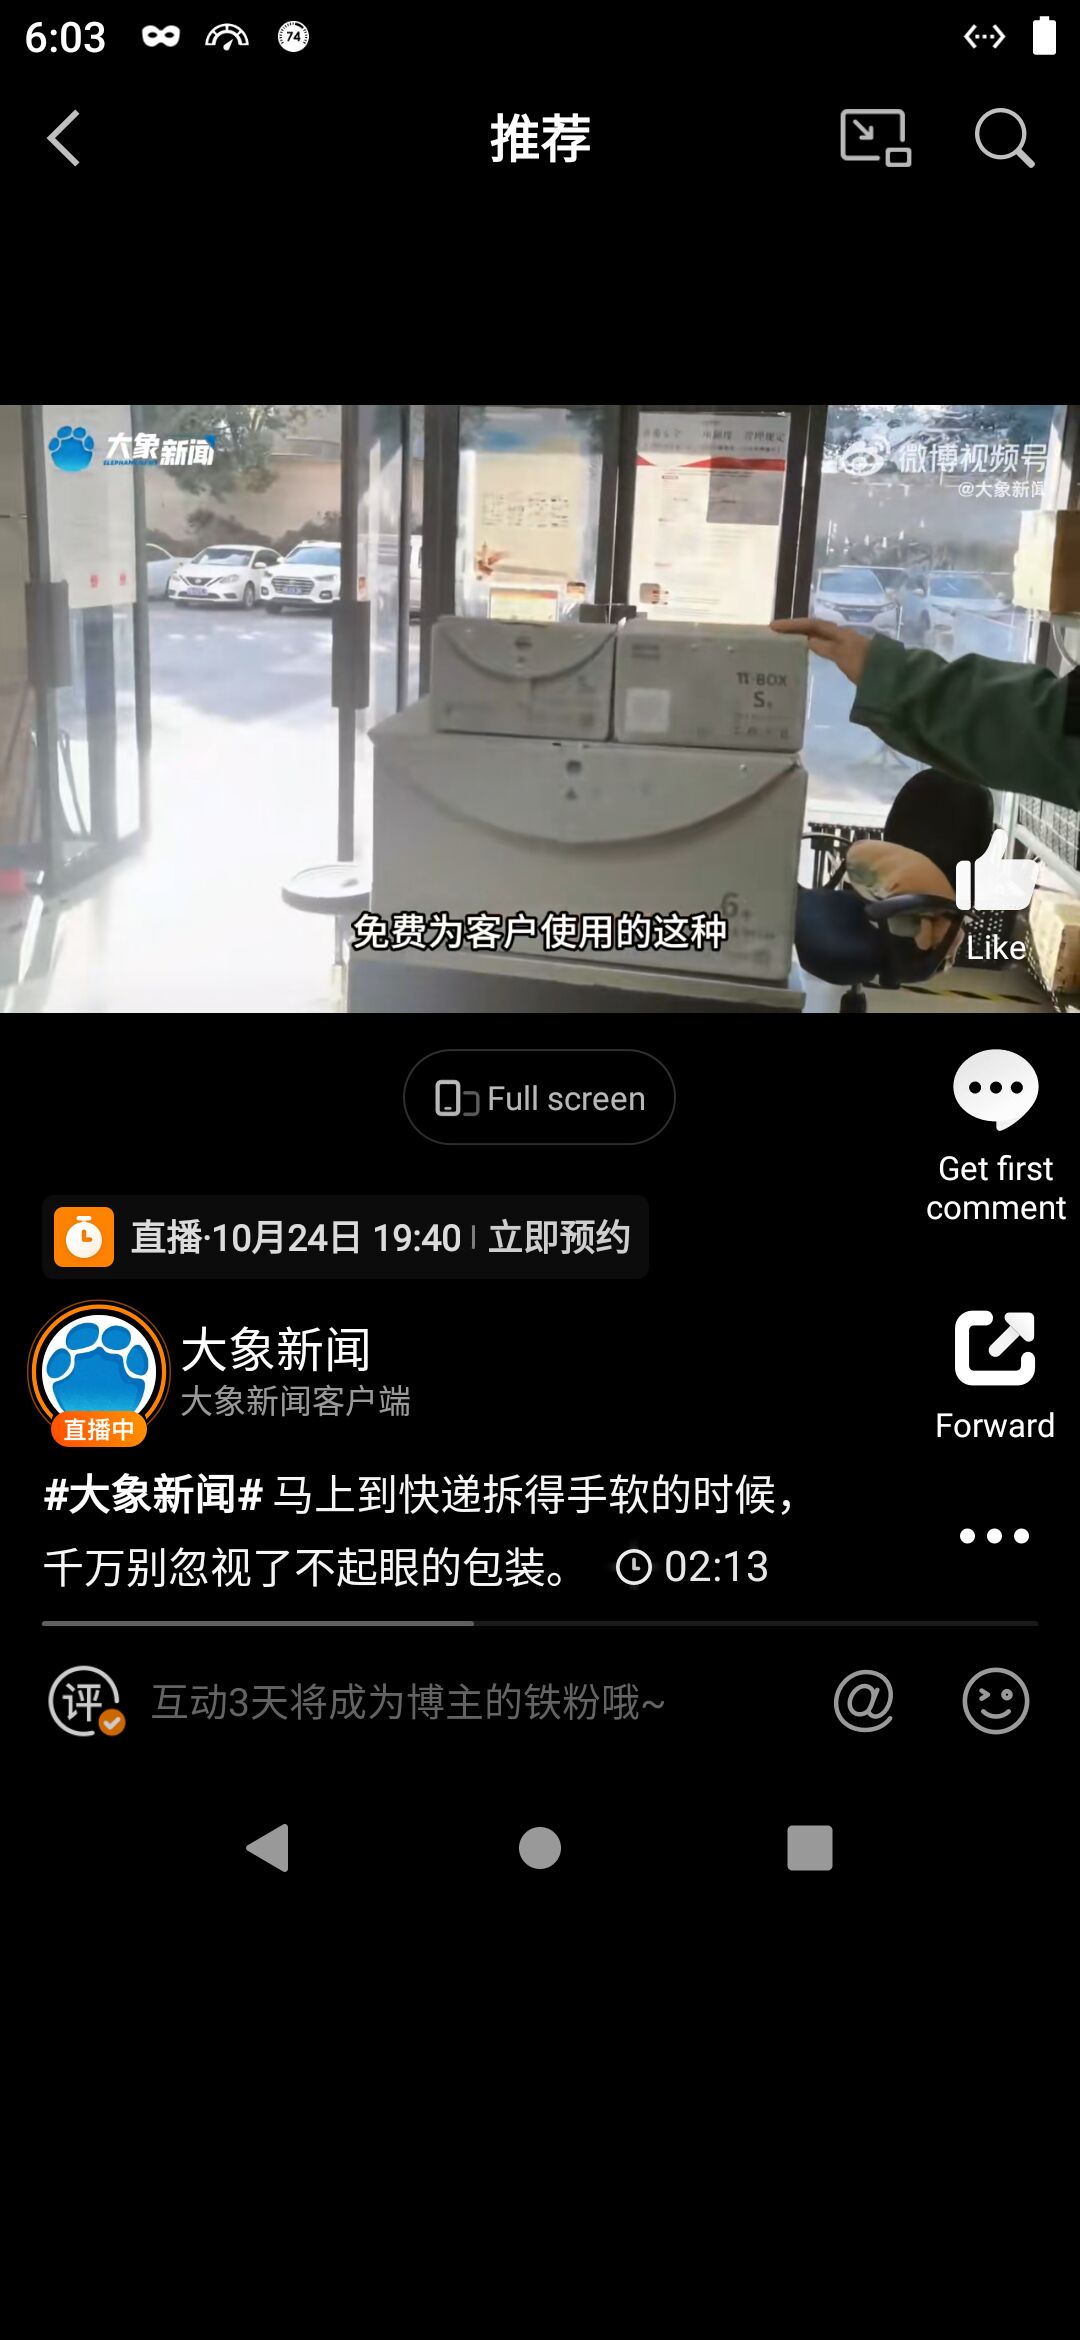 6:03
74
推荐
大象新闻
ELEPHANT NEWS
微博视频号
@大象新闻
π BOX
S+
6+
免费为客户使用的这种
Like
Full screen
Get first
comment
直播·10月24日 19:40 | 立即预约
大象新闻
大象新闻客户端
直播中
Forward
#大象新闻# 马上到快递拆得手软的时候，
千万别忽视了不起眼的包装。 02:13
评 互动3天将成为博主的铁粉哦~